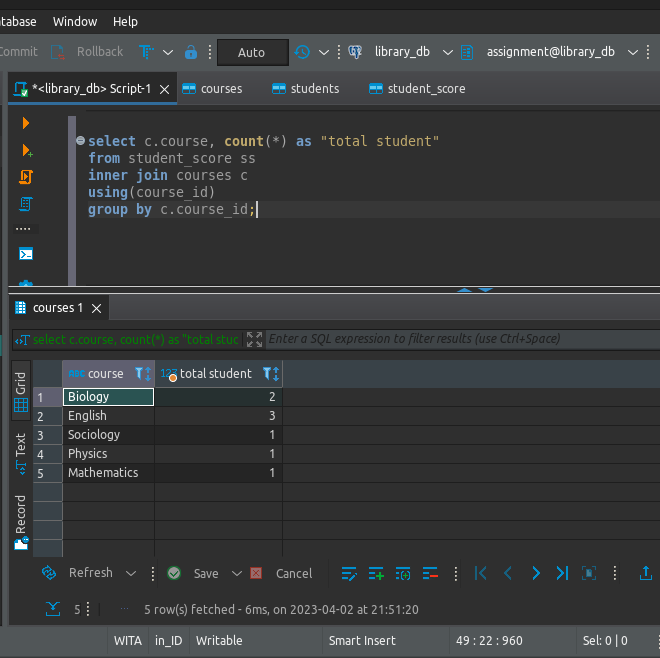 atabase Window Help
Commit Rollback Auto library_db assignment@library_db
*<library_db> Script-1 courses students student_score
select c.course, count(*) as "total student"
from student_score ss
inner join courses c
using(course_id)
group by c.course_id;
courses 1
select c.course, count(*) as "total stud Enter a SQL expression to filter results (use Ctrl+Space)
Grid
Text
Record
course total student
1 Biology 2
2 English 3
3 Sociology 1
4 Physics 1
5 Mathematics 1
Refresh Save Cancel
5 5 row(s) fetched - 6ms, on 2023-04-02 at 21:51:20
WITA in_ID Writable Smart Insert 49 : 22 : 960 Sel: 0 | 0